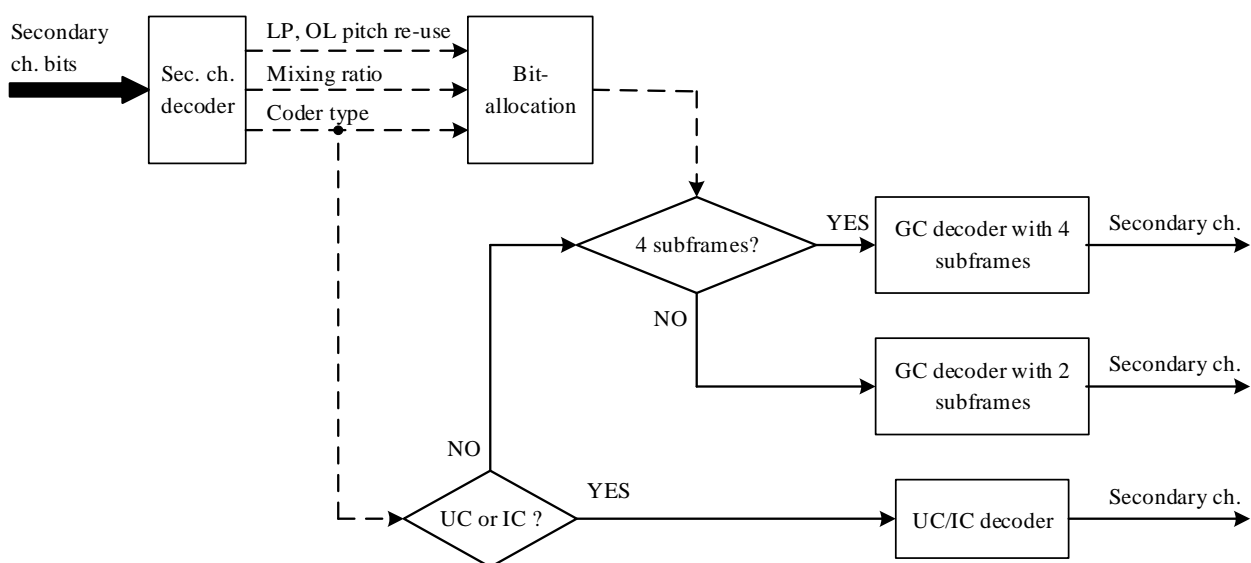 Secondary
ch. bits
Sec. ch.
decoder
LP, OL pitch re-use
Mixing ratio
Coder type
Bit-
allocation
4 subframes?
YES
GC decoder with 4
subframes
Secondary ch.
NO
GC decoder with 2
subframes
Secondary ch.
NO
UC or IC ?
YES
UC/IC decoder
Secondary ch.